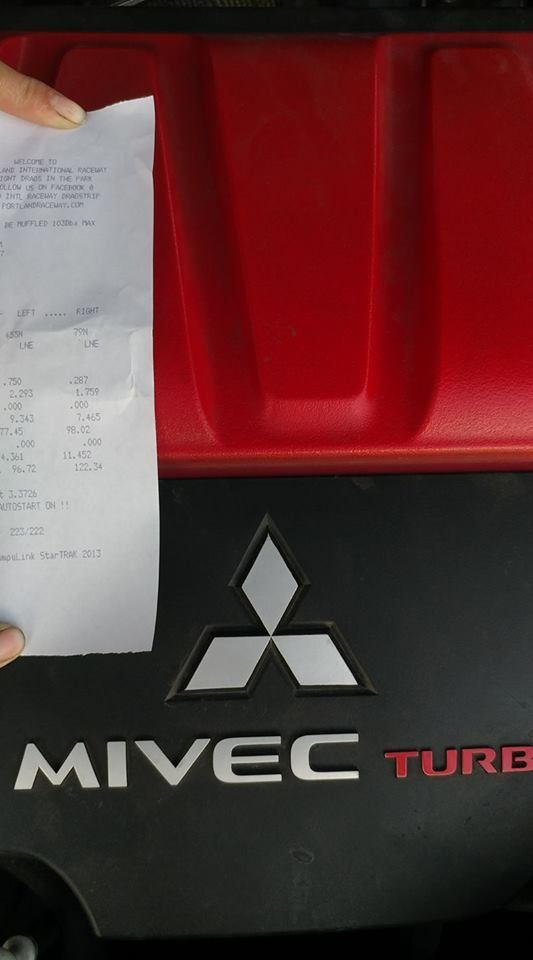 WELCOME TO
LAND INTERNATIONAL RACEWAY
IGHT DRAGS IN THE PARK
OLLOW US ON FACEBOOK @
INTL RACEWAY DRAGSTRIP
PORTLANDRACEWAY.COM
BE MUFFLED 103Dba MAX
7
- LEFT ..... RIGHT
655N 79N
LNE LNE
.750 .287
2.293 1.759
.000 .000
9.343 7.465
77.45 98.02
.000 .000
4.361 11.452
96.72 122.34
t 3.3726
AUTOSTART ON !!
223/222
mpuLink StarTRAK 2013
MIVEC TURB